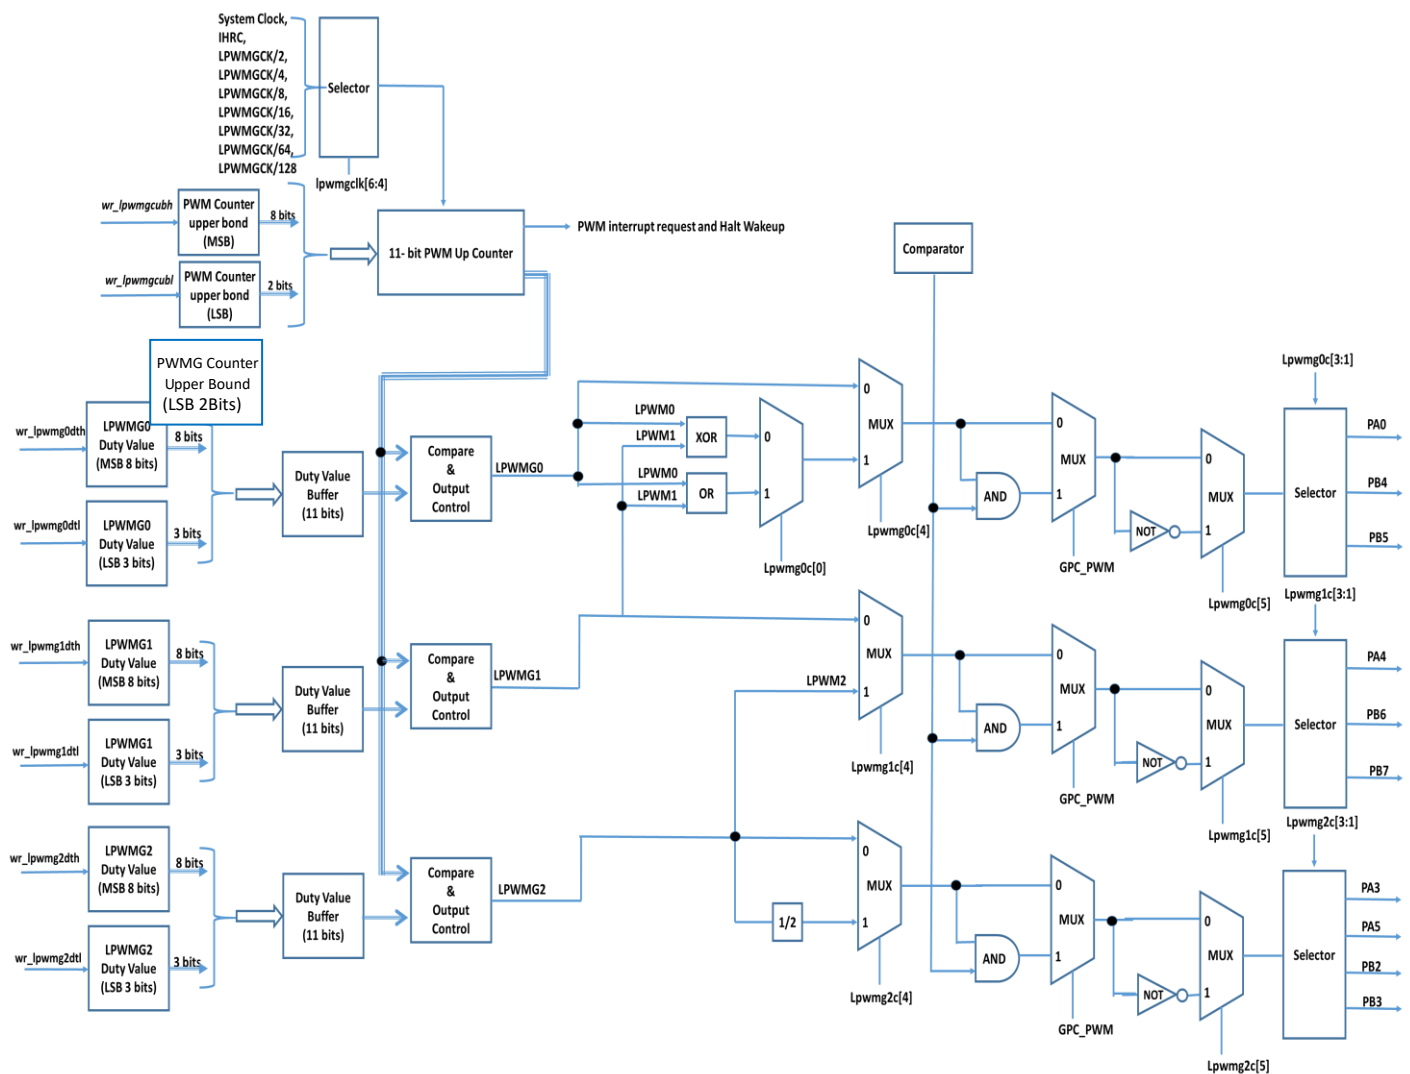 System Clock,
IHRC,
LPWMGCK/2,
LPWMGCK/4,
LPWMGCK/8,
LPWMGCK/16,
LPWMGCK/32,
LPWMGCK/64,
LPWMGCK/128
Selector
lpwmgclk[6:4]
wr_lpwmgcubh
PWM Counter
upper bond
(MSB)
8 bits
wr_lpwmgcubl
PWM Counter
upper bond
(LSB)
2 bits
11- bit PWM Up Counter
PWM interrupt request and Halt Wakeup
Comparator
PWMG Counter
Upper Bound
(LSB 2Bits)
wr_lpwmg0dth
LPWMG0
Duty Value
(MSB 8 bits)
8 bits
wr_lpwmg0dtl
LPWMG0
Duty Value
(LSB 3 bits)
3 bits
Duty Value
Buffer
(11 bits)
Compare
&
Output
Control
LPWMG0
LPWM0
LPWM1
XOR
LPWM0
LPWM1
OR
0
1
Lpwmg0c[0]
0
MUX
1
Lpwmg0c[4]
AND
0
MUX
1
GPC_PWM
NOT
0
MUX
1
Lpwmg0c[5]
Lpwmg0c[3:1]
Selector
PA0
PB4
PB5
wr_lpwmg1dth
LPWMG1
Duty Value
(MSB 8 bits)
8 bits
wr_lpwmg1dtl
LPWMG1
Duty Value
(LSB 3 bits)
3 bits
Duty Value
Buffer
(11 bits)
Compare
&
Output
Control
LPWMG1
LPWM2
0
MUX
1
Lpwmg1c[4]
AND
0
MUX
1
GPC_PWM
NOT
0
MUX
1
Lpwmg1c[5]
Lpwmg1c[3:1]
Selector
PA4
PB6
PB7
wr_lpwmg2dth
LPWMG2
Duty Value
(MSB 8 bits)
8 bits
wr_lpwmg2dtl
LPWMG2
Duty Value
(LSB 3 bits)
3 bits
Duty Value
Buffer
(11 bits)
Compare
&
Output
Control
LPWMG2
1/2
0
MUX
1
Lpwmg2c[4]
AND
0
MUX
1
GPC_PWM
NOT
0
MUX
1
Lpwmg2c[5]
Lpwmg2c[3:1]
Selector
PA3
PA5
PB2
PB3